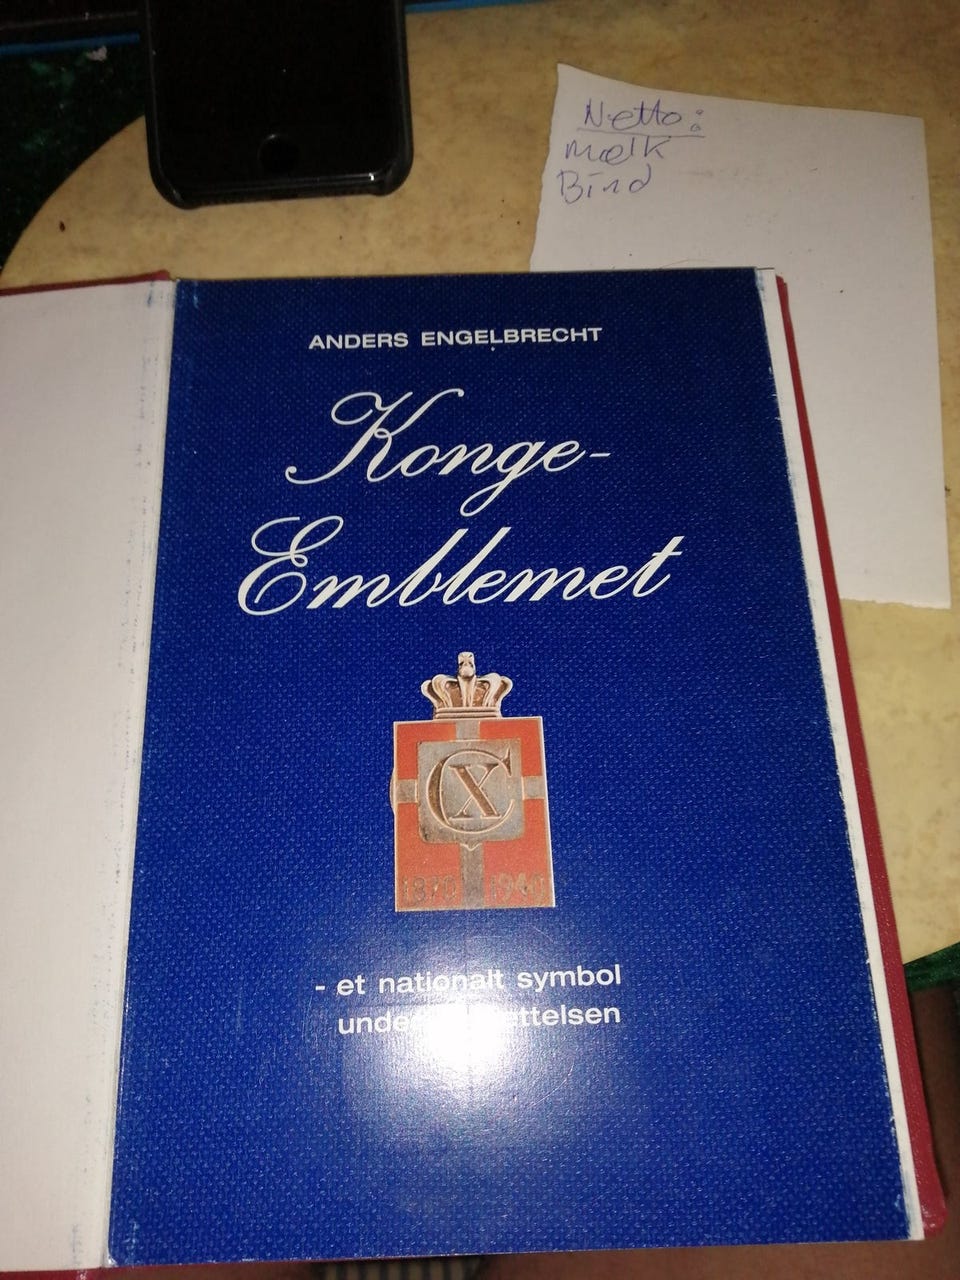 Netto:
mælk
Bind
ANDERS ENGELBRECHT
Konge-
Emblemet
CX
1870 1940
- et nationalt symbol